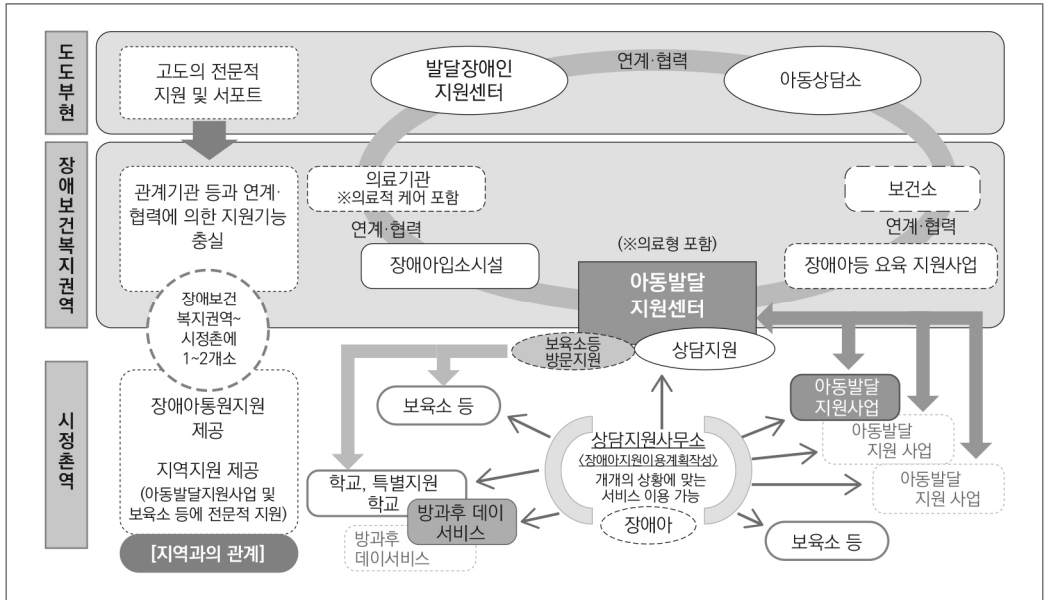 도도부현
고도의 전문적
지원 및 서포트
발달장애인
지원센터
연계·협력
아동상담소
장애보건복지권역
관계기관 등과 연계·
협력에 의한 지원기능
충실
의료기관
※의료적 케어 포함
보건소
연계·협력
연계·협력
장애아입소시설
(※의료형 포함)
장애아등 요육 지원사업
아동발달
지원센터
장애보건
복지권역~
시정촌에
1~2개소
보육소등
방문지원
상담지원
시정촌역
장애아통원지원
제공
지역지원 제공
(아동발달지원사업 및
보육소 등에 전문적 지원)
[지역과의 관계]
보육소 등
학교, 특별지원
학교
방과후 데이
서비스
방과후
데이서비스
상담지원사무소
〈장애아지원이용계획작성〉
개개의 상황에 맞는
서비스 이용 가능
장애아
아동발달
지원사업
아동발달
지원 사업
아동발달
지원 사업
보육소 등